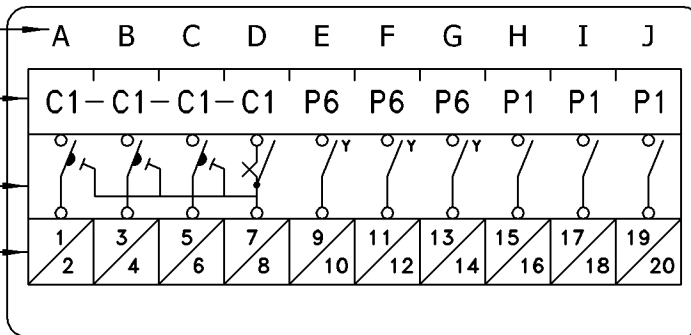 A B C D E F G H I J
C1-C1-C1-C1 P6 P6 P6 P1 P1 P1
Y Y Y
1 3 5 7 9 11 13 15 17 19
2 4 6 8 10 12 14 16 18 20